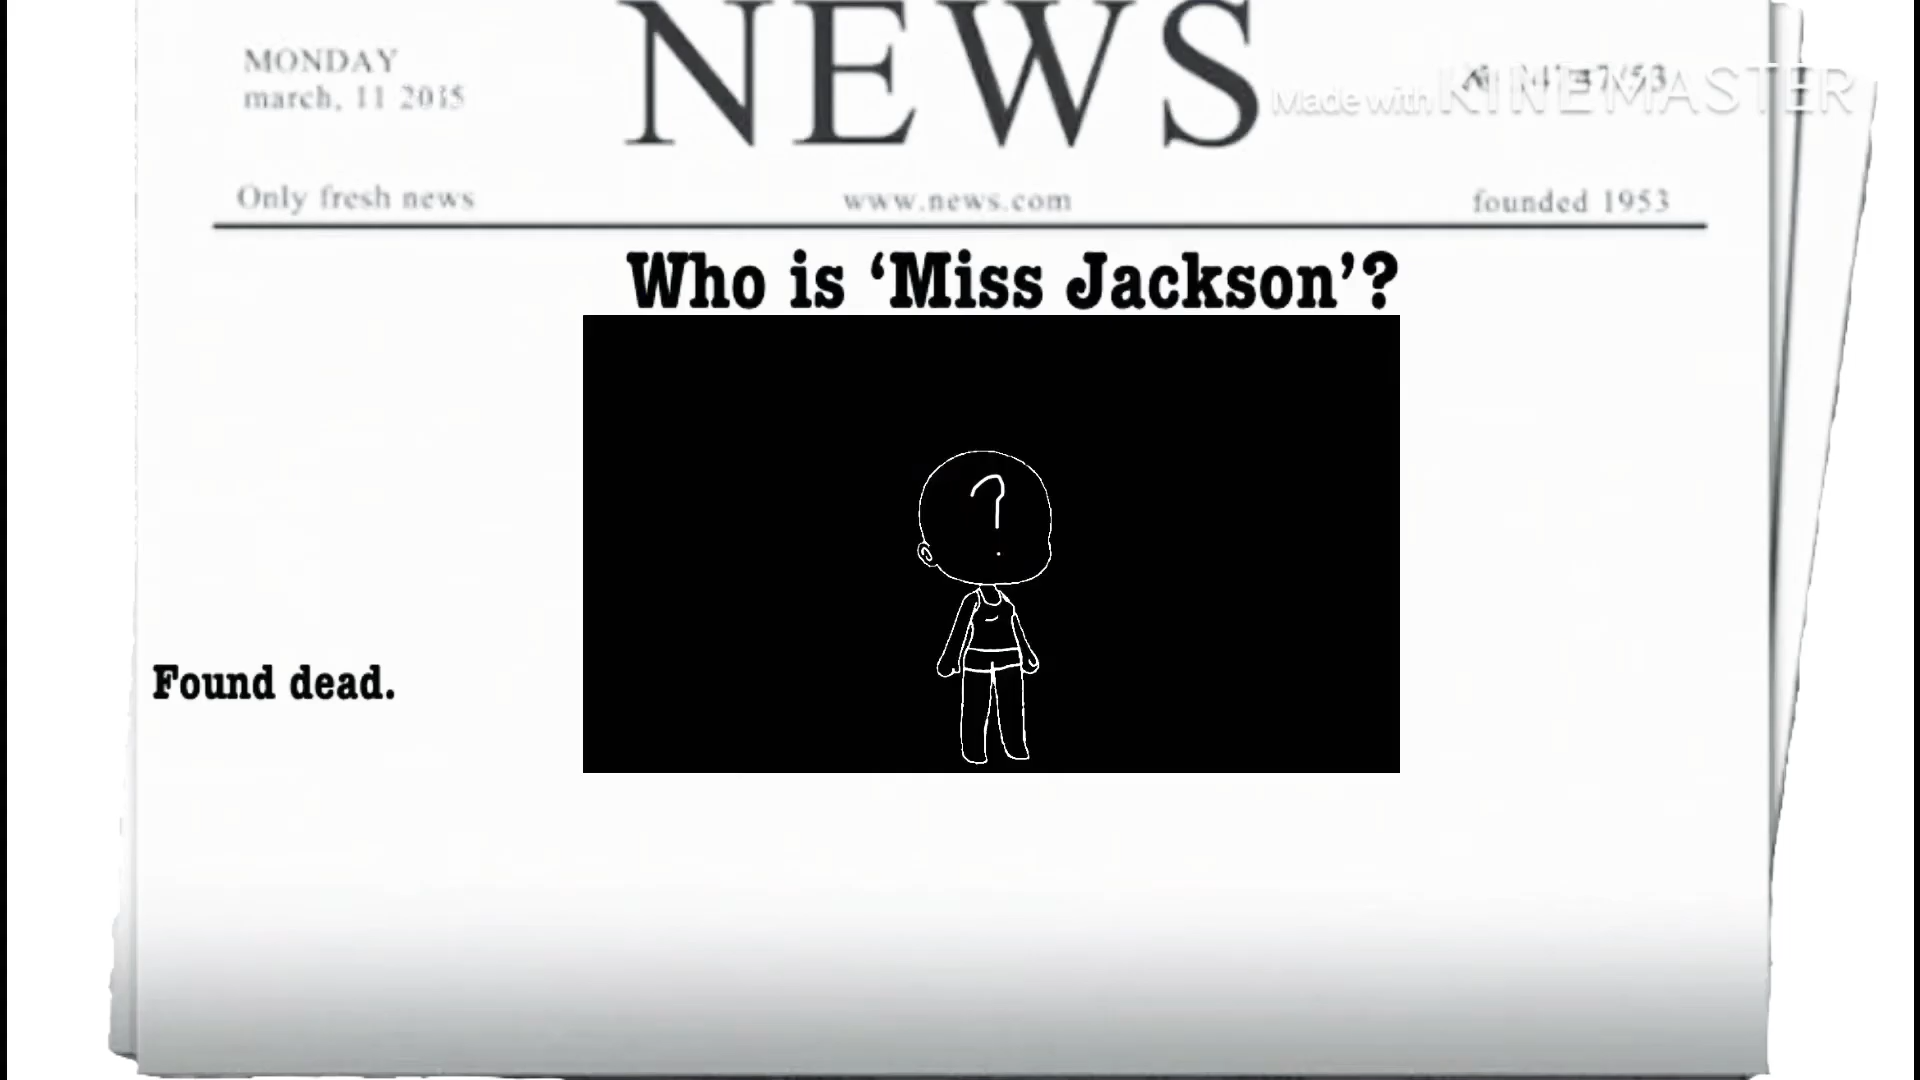 NEWS
MONDAY
march, 11 2015
Made with KINEMASTER
Only fresh news
www.news.com
founded 1953
Who is ‘Miss Jackson’?
?
Found dead.